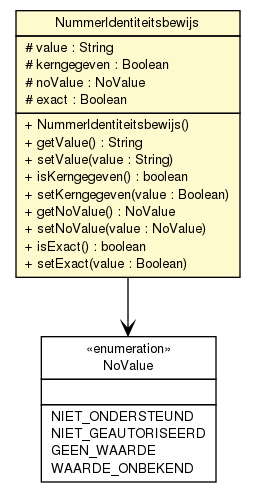 NummerIdentiteitsbewijs
# value : String
# kerngegeven : Boolean
# noValue : NoValue
# exact : Boolean
+ NummerIdentiteitsbewijs()
+ getValue() : String
+ setValue(value : String)
+ isKerngegeven() : boolean
+ setKerngegeven(value : Boolean)
+ getNoValue() : NoValue
+ setNoValue(value : NoValue)
+ isExact() : boolean
+ setExact(value : Boolean)
«enumeration»
NoValue
NIET_ONDERSTEUND
NIET_GEAUTORISEERD
GEEN_WAARDE
WAARDE_ONBEKEND